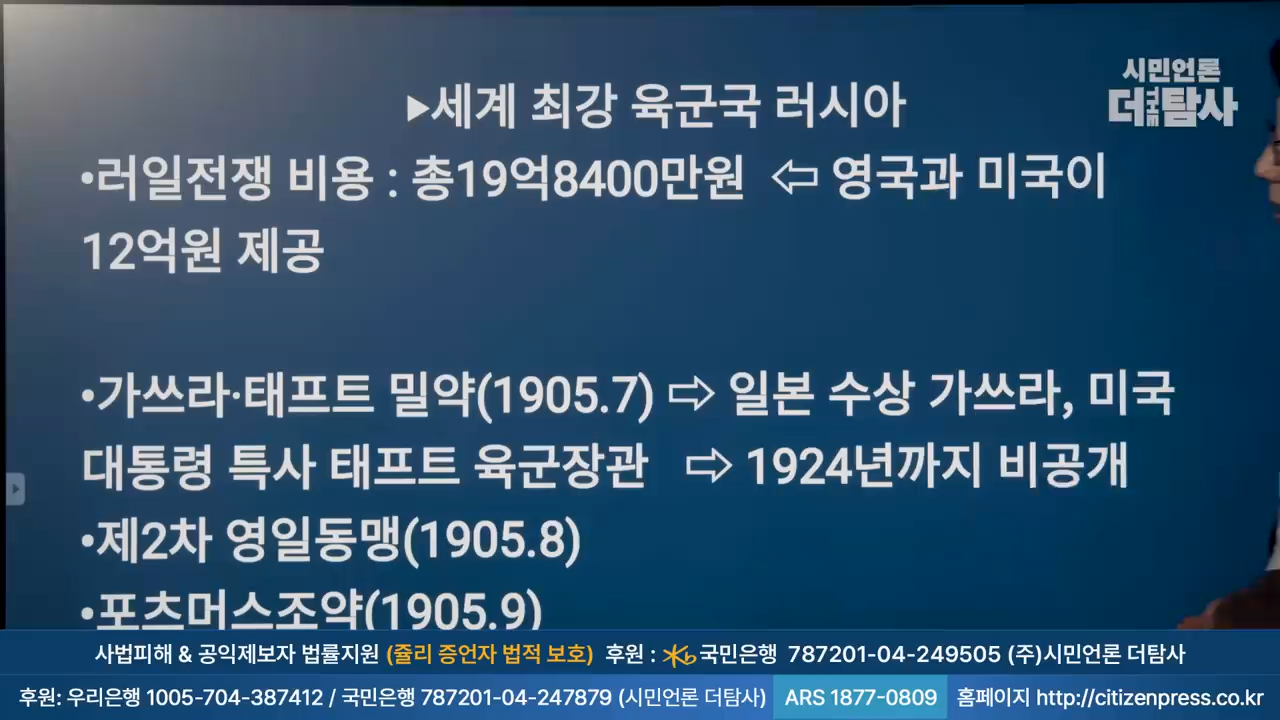 시민언론
더탐사
▶세계 최강 육군국 러시아
•러일전쟁 비용 : 총19억8400만원 ⇦ 영국과 미국이
12억원 제공
•가쓰라·태프트 밀약(1905.7) ⇨ 일본 수상 가쓰라, 미국
대통령 특사 태프트 육군장관 ⇨ 1924년까지 비공개
•제2차 영일동맹(1905.8)
•포츠머스조약(1905.9)
사법피해 & 공익제보자 법률지원 (쥴리 증언자 법적 보호) 후원 : 국민은행 787201-04-249505 (주)시민언론 더탐사
후원: 우리은행 1005-704-387412 / 국민은행 787201-04-247879 (시민언론 더탐사) ARS 1877-0809 홈페이지 http://citizenpress.co.kr